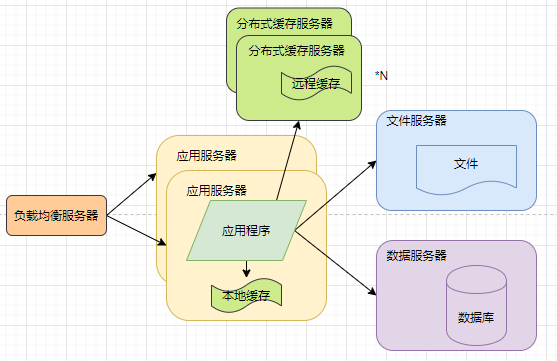 分布式缓存服务器
分布式缓存服务器
远程缓存
*N
文件服务器
文件
应用服务器
应用服务器
负载均衡服务器
应用程序
本地缓存
数据服务器
数据库